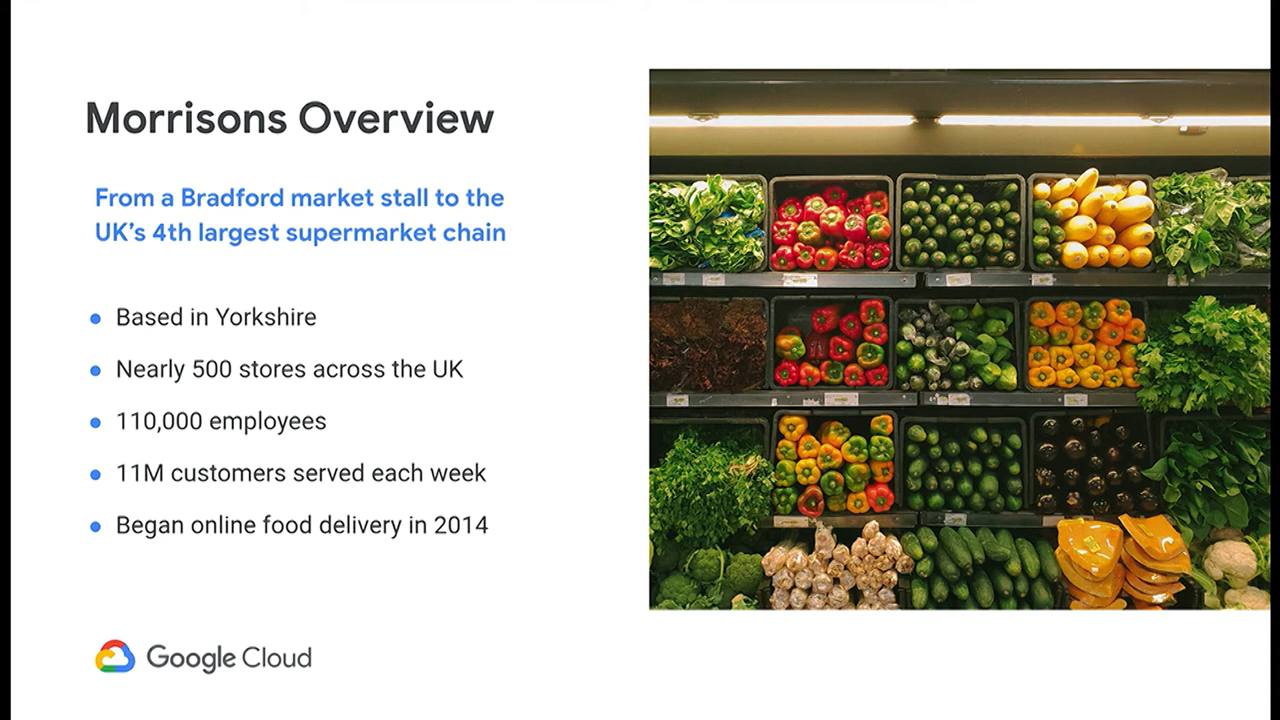 Morrisons Overview
From a Bradford market stall to the
UK's 4th largest supermarket chain
Based in Yorkshire
Nearly 500 stores across the UK
110,000 employees
11M customers served each week
Began online food delivery in 2014
Google Cloud